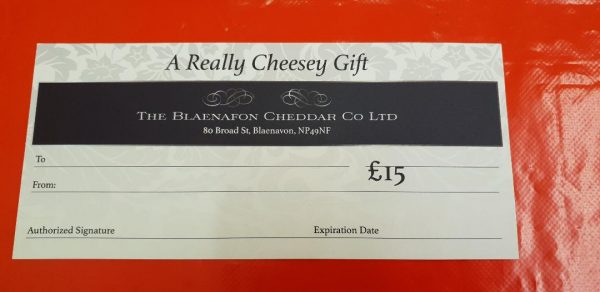 A Really Cheesey Gift
The Blaenafon Cheddar Co Ltd
80 Broad St, Blaenavon, NP49NF
To
£15
From:
Authorized Signature
Expiration Date